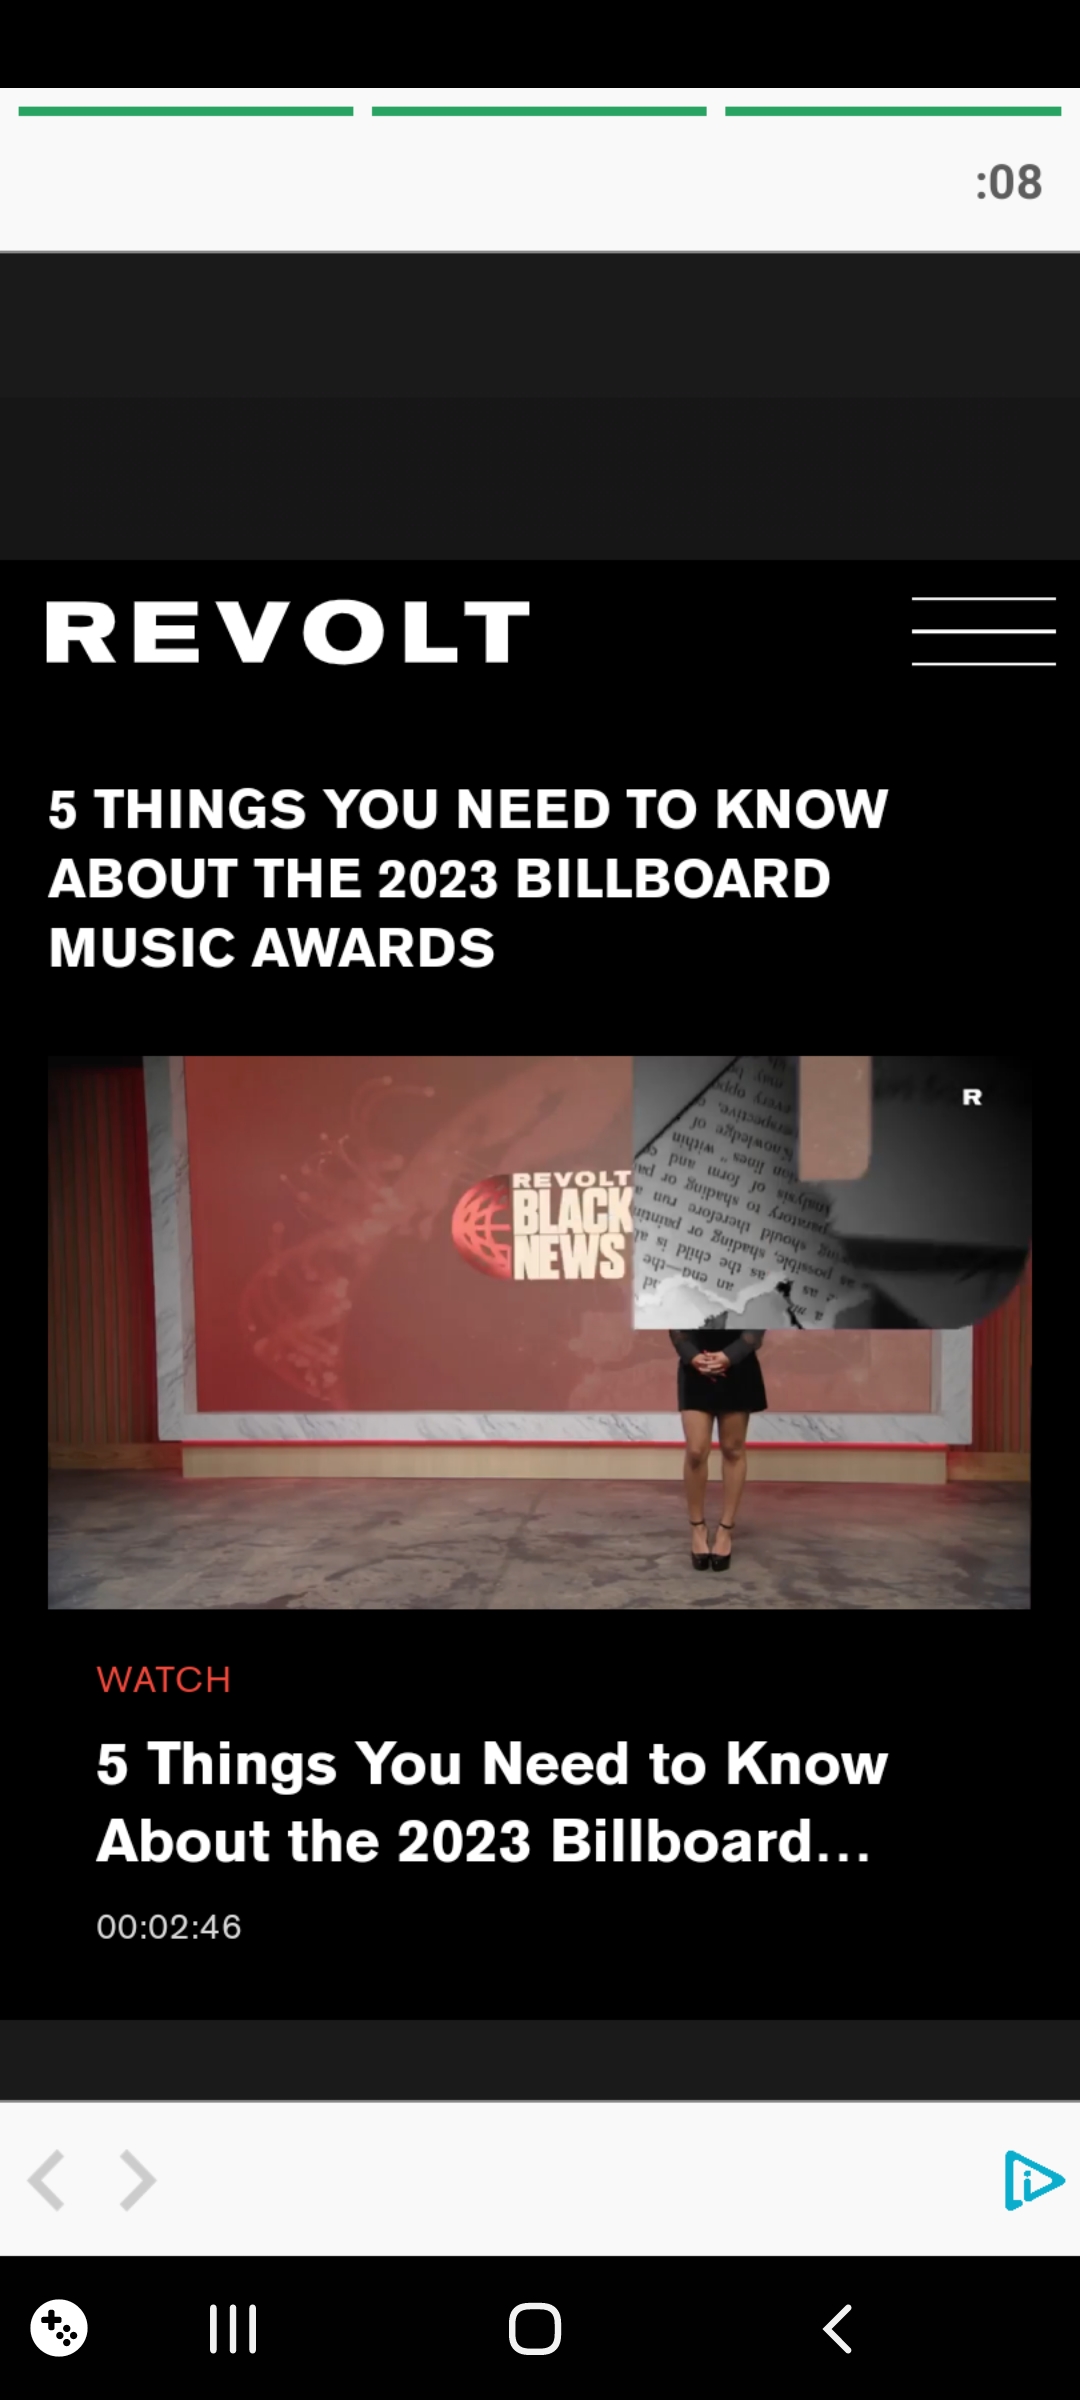 :08
REVOLT
5 THINGS YOU NEED TO KNOW
ABOUT THE 2023 BILLBOARD
MUSIC AWARDS
R
REVOLT
BLACK
NEWS
WATCH
5 Things You Need to Know
About the 2023 Billboard...
00:02:46